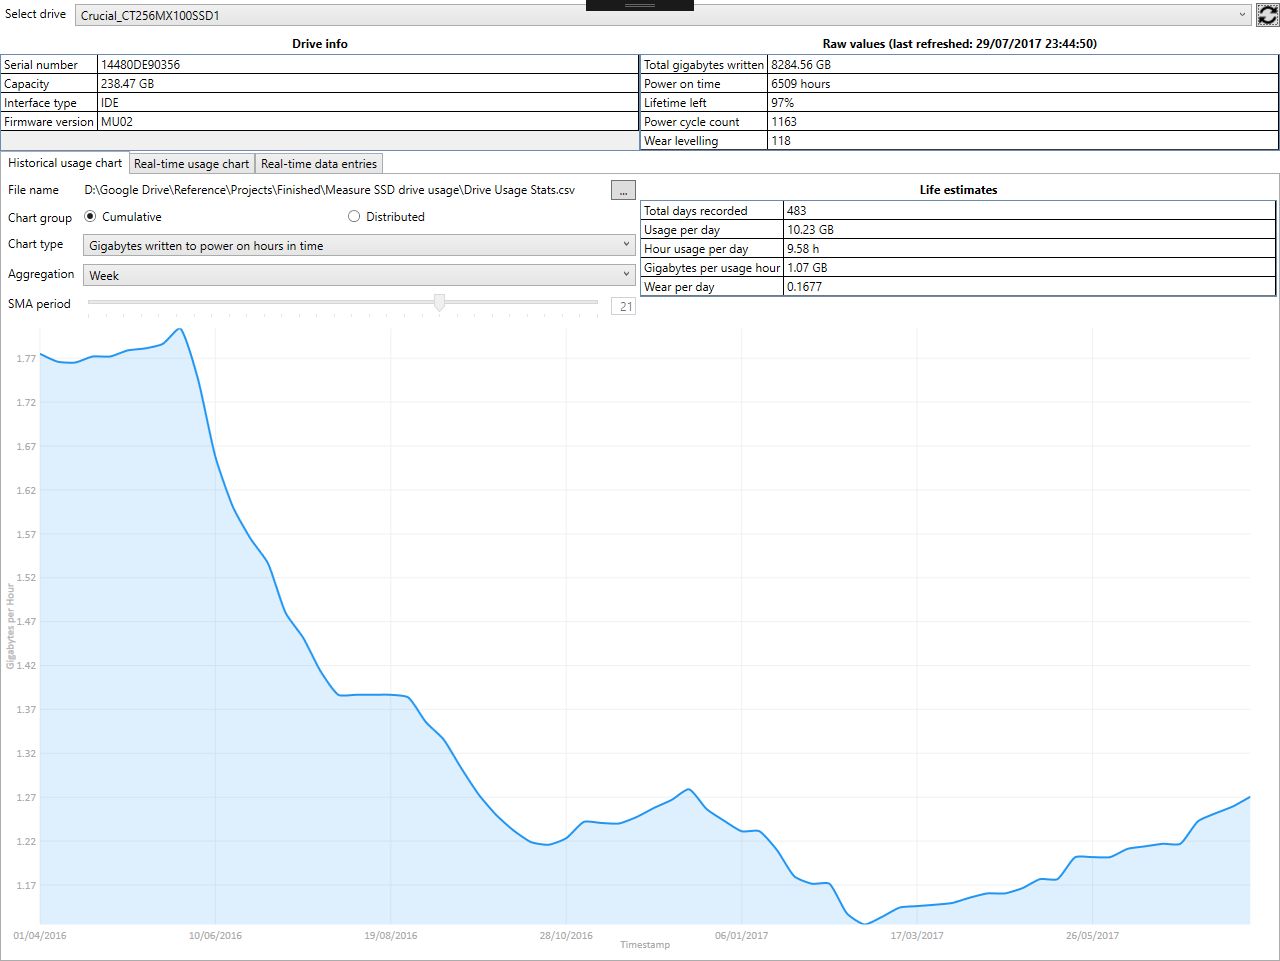 Select drive Crucial_CT256MX100SSD1
Drive info
Serial number 14480DE90356
Capacity 238.47 GB
Interface type IDE
Firmware version MU02
Raw values (last refreshed: 29/07/2017 23:44:50)
Total gigabytes written 8284.56 GB
Power on time 6509 hours
Lifetime left 97%
Power cycle count 1163
Wear levelling 118
Historical usage chart Real-time usage chart Real-time data entries
File name D:\Google Drive\Reference\Projects\Finished\Measure SSD drive usage\Drive Usage Stats.csv ...
Chart group Cumulative Distributed
Chart type Gigabytes written to power on hours in time
Aggregation Week
SMA period 21
Life estimates
Total days recorded 483
Usage per day 10.23 GB
Hour usage per day 9.58 h
Gigabytes per usage hour 1.07 GB
Wear per day 0.1677
Gigabytes per Hour
1.77
1.72
1.67
1.62
1.57
1.52
1.47
1.42
1.37
1.32
1.27
1.22
1.17
01/04/2016 10/06/2016 19/08/2016 28/10/2016 06/01/2017 17/03/2017 26/05/2017
Timestamp